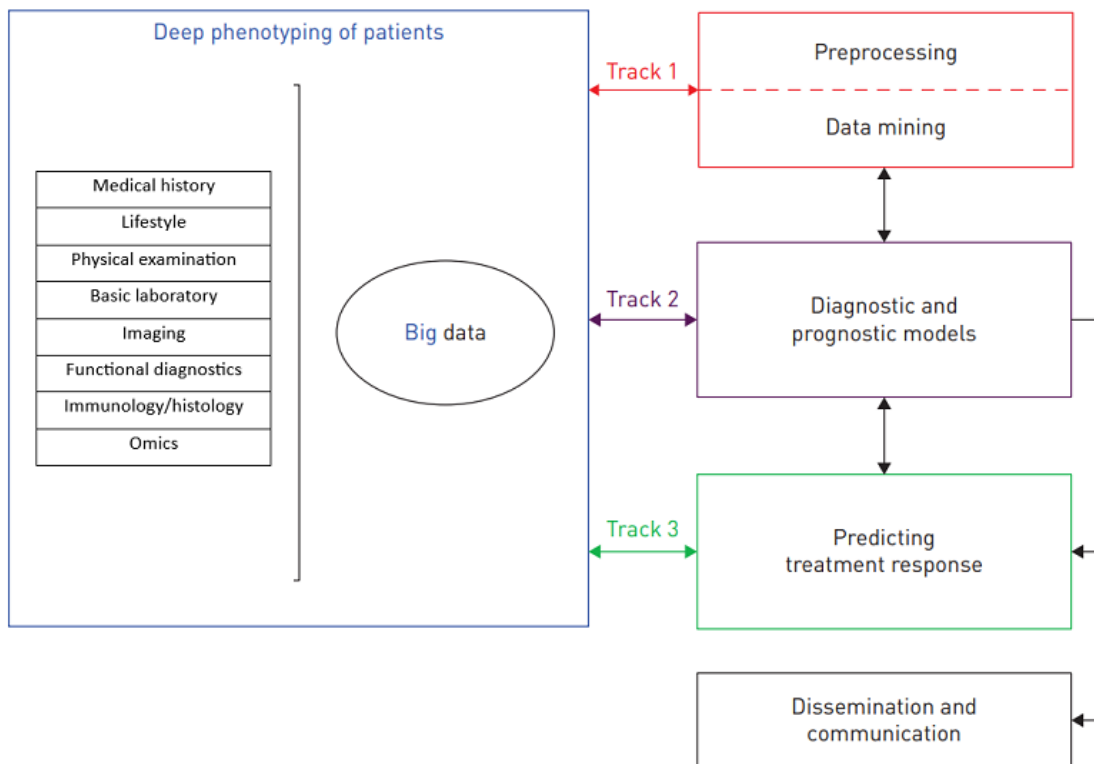 Deep phenotyping of patients
Medical history
Lifestyle
Physical examination
Basic laboratory
Imaging
Functional diagnostics
Immunology/histology
Omics
Big data
Track 1
Preprocessing
Data mining
Track 2
Diagnostic and
prognostic models
Track 3
Predicting
treatment response
Dissemination and
communication